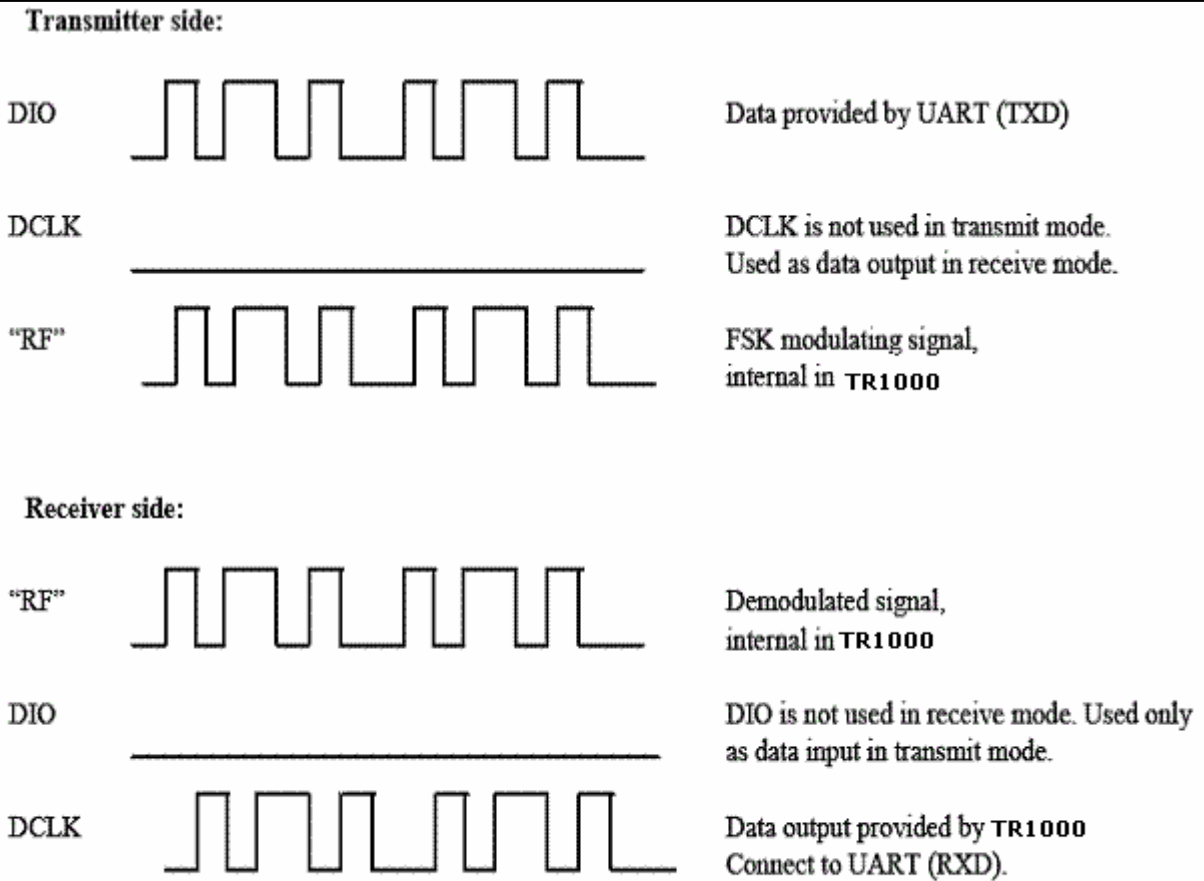 Transmitter side:
DIO
Data provided by UART (TXD)
DCLK
DCLK is not used in transmit mode.
Used as data output in receive mode.
“RF”
FSK modulating signal,
internal in TR1000
Receiver side:
“RF”
Demodulated signal,
internal in TR1000
DIO
DIO is not used in receive mode. Used only
as data input in transmit mode.
DCLK
Data output provided by TR1000
Connect to UART (RXD).